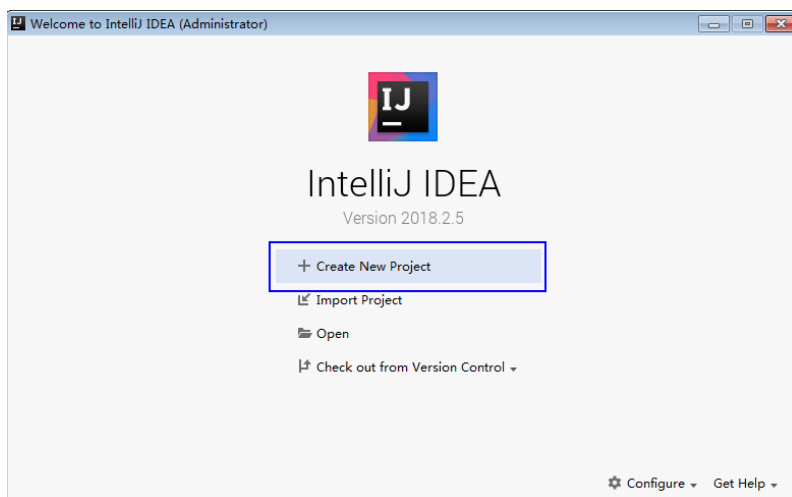 Welcome to IntelliJ IDEA (Administrator)
IJ
IntelliJ IDEA
Version 2018.2.5
Create New Project
Import Project
Open
Check out from Version Control
Configure Get Help